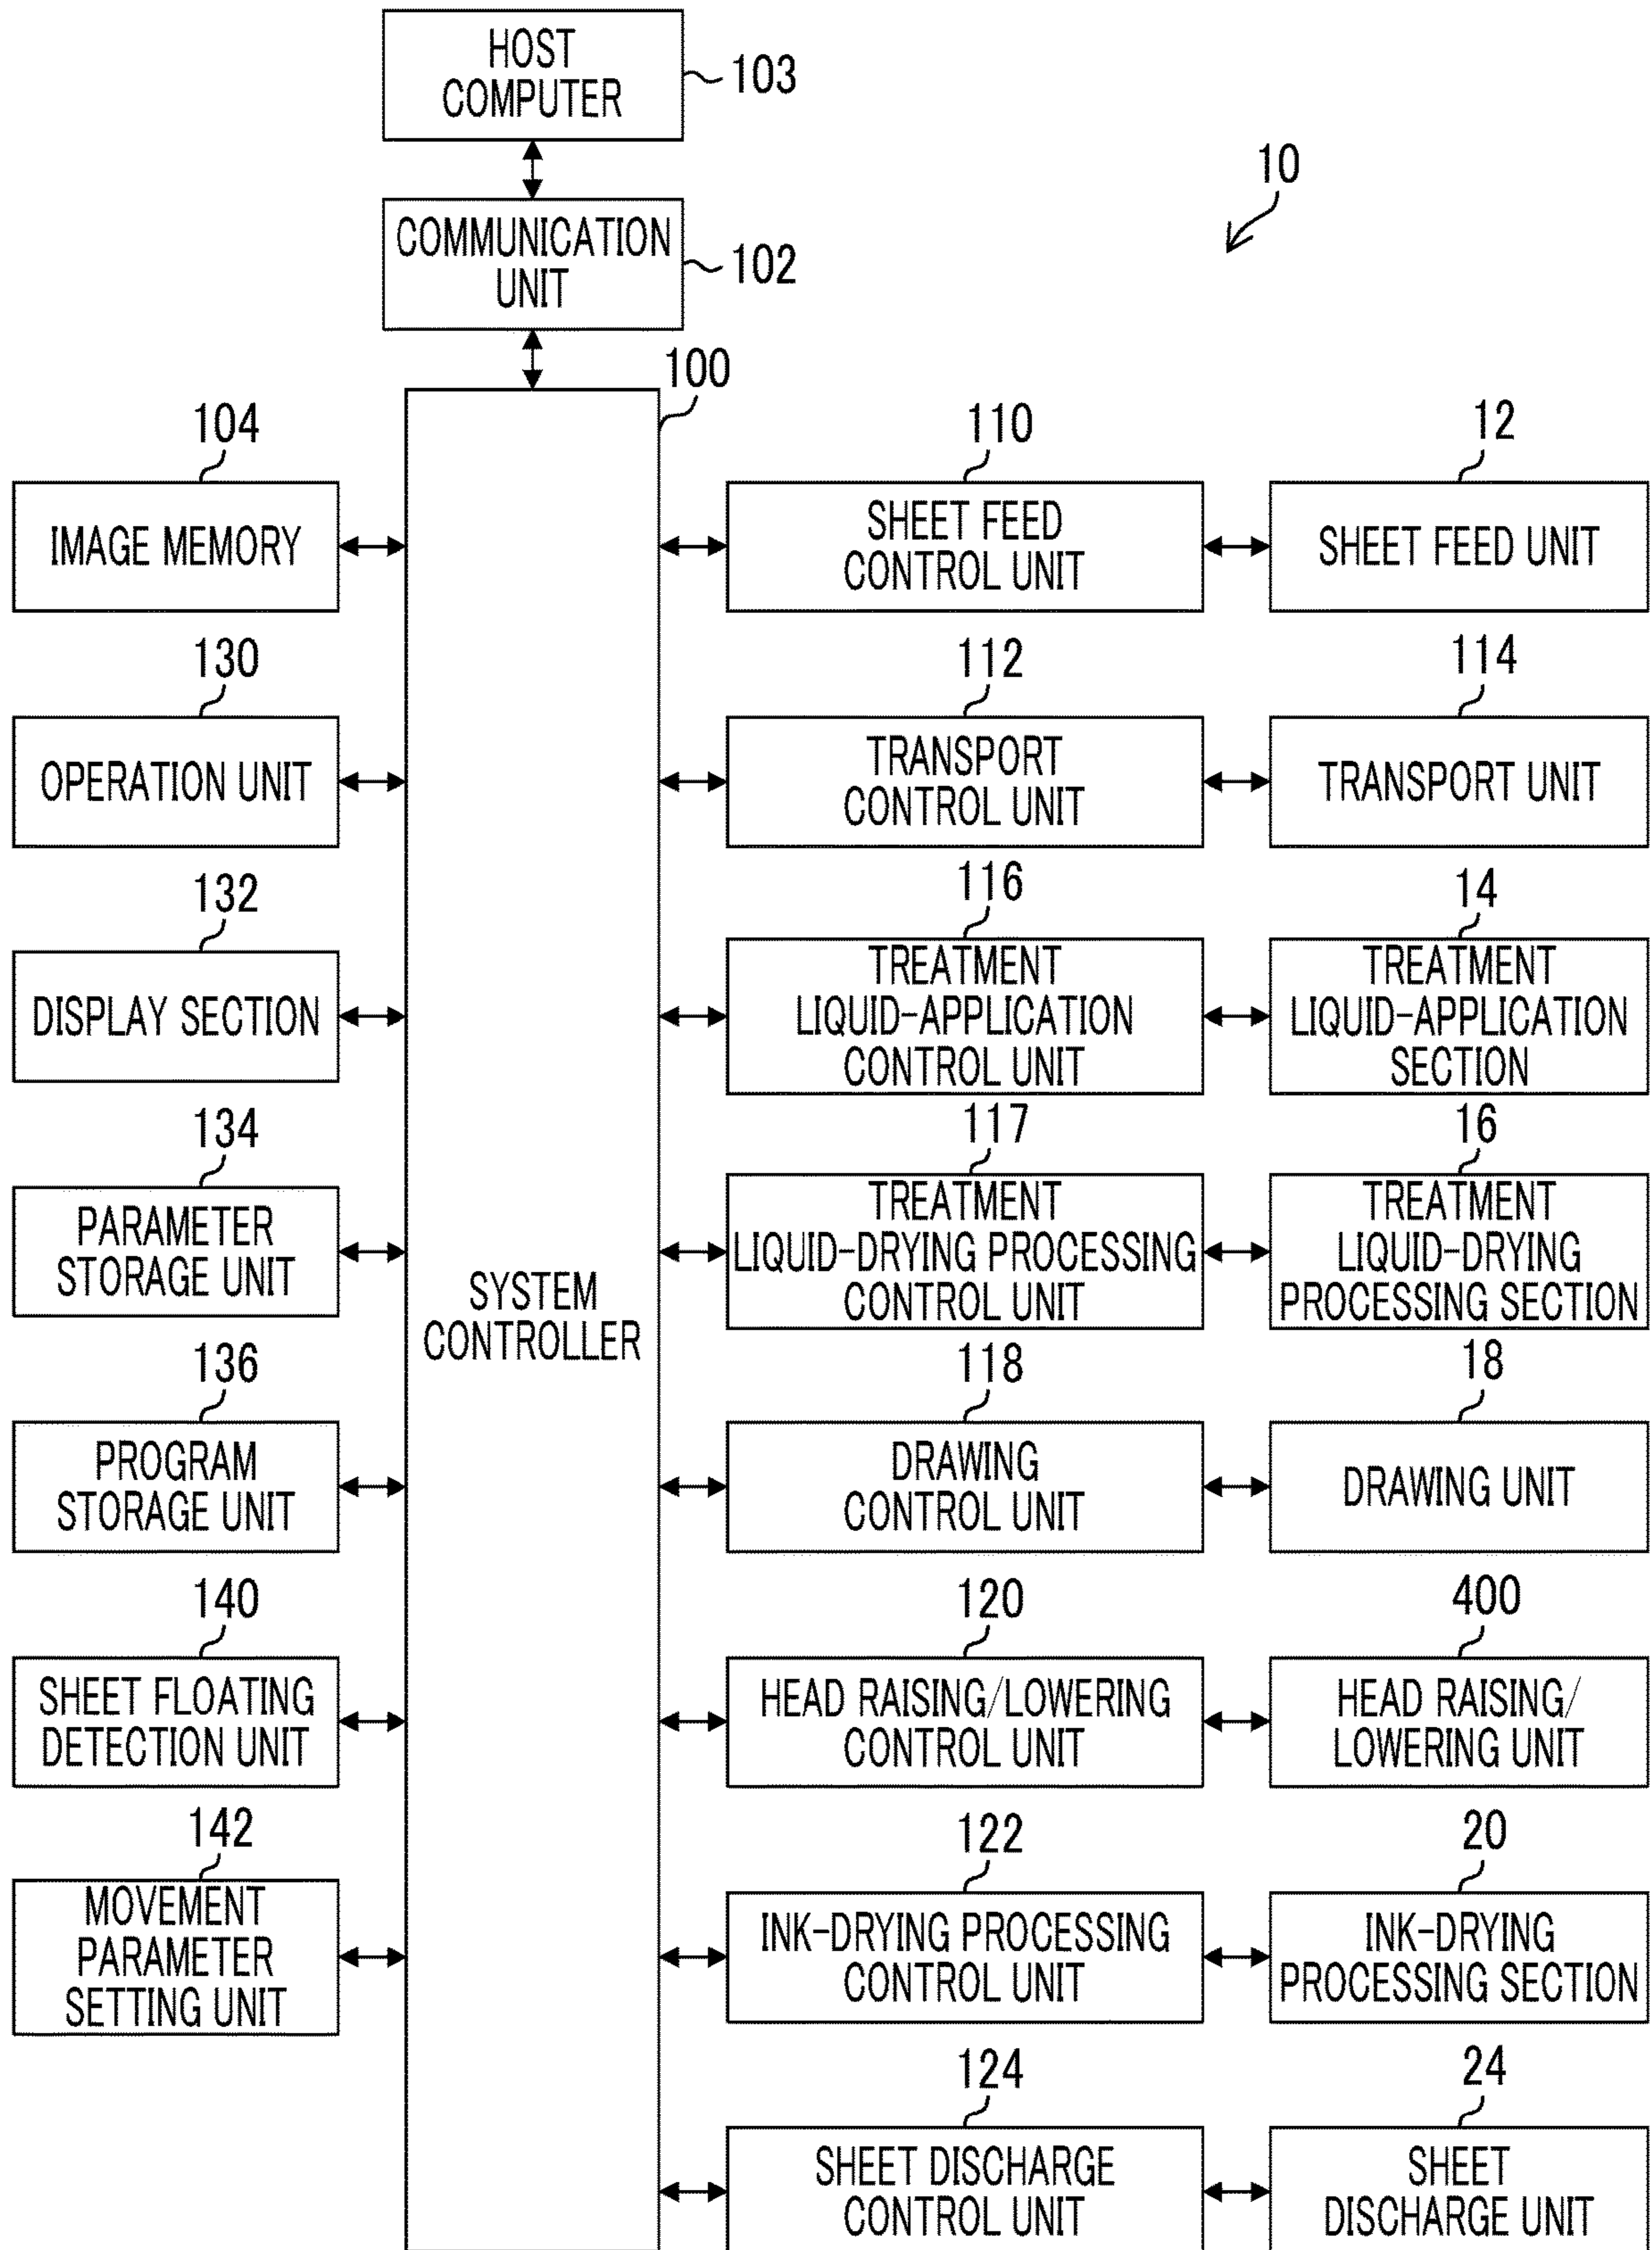 HOST
COMPUTER
103
10
COMMUNICATION
UNIT
102
100
104
IMAGE MEMORY
110
SHEET FEED
CONTROL UNIT
12
SHEET FEED UNIT
130
OPERATION UNIT
112
TRANSPORT
CONTROL UNIT
114
TRANSPORT UNIT
132
DISPLAY SECTION
116
TREATMENT
LIQUID-APPLICATION
CONTROL UNIT
14
TREATMENT
LIQUID-APPLICATION
SECTION
134
PARAMETER
STORAGE UNIT
SYSTEM
CONTROLLER
117
TREATMENT
LIQUID-DRYING PROCESSING
CONTROL UNIT
16
TREATMENT
LIQUID-DRYING
PROCESSING SECTION
136
PROGRAM
STORAGE UNIT
118
DRAWING
CONTROL UNIT
18
DRAWING UNIT
140
SHEET FLOATING
DETECTION UNIT
120
HEAD RAISING/LOWERING
CONTROL UNIT
400
HEAD RAISING/
LOWERING UNIT
142
MOVEMENT
PARAMETER
SETTING UNIT
122
INK-DRYING PROCESSING
CONTROL UNIT
20
INK-DRYING
PROCESSING SECTION
124
SHEET DISCHARGE
CONTROL UNIT
24
SHEET
DISCHARGE UNIT